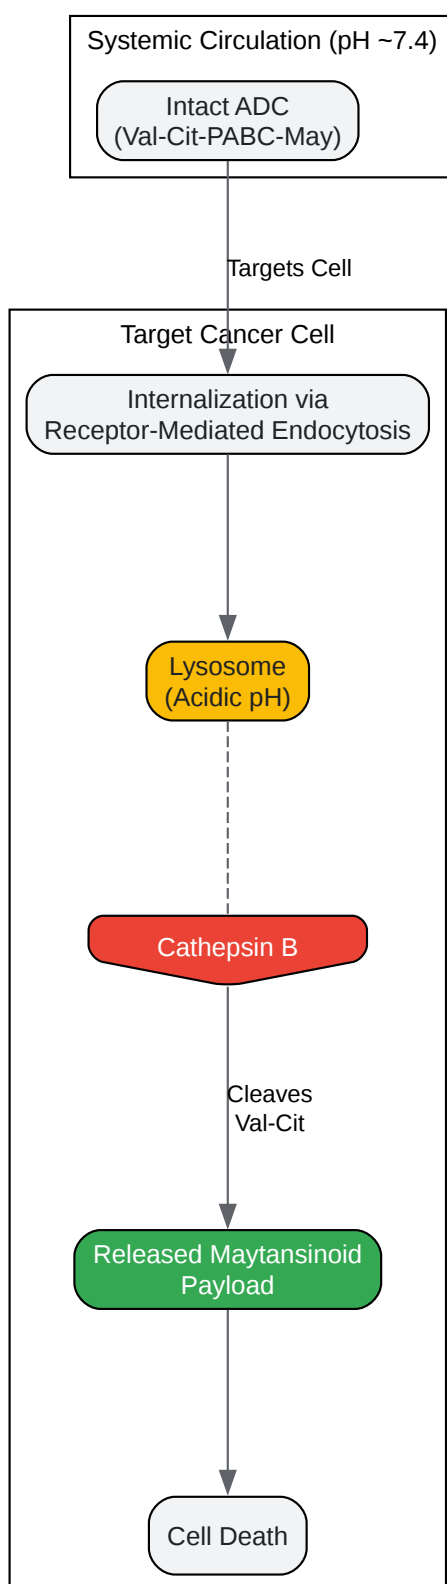 Systemic Circulation (pH ~7.4)
Intact ADC
(Val-Cit-PABC-May)
Targets Cell
Target Cancer Cell
Internalization via
Receptor-Mediated Endocytosis
Lysosome
(Acidic pH)
Cathepsin B
Cleaves
Val-Cit
Released Maytansinoid
Payload
Cell Death